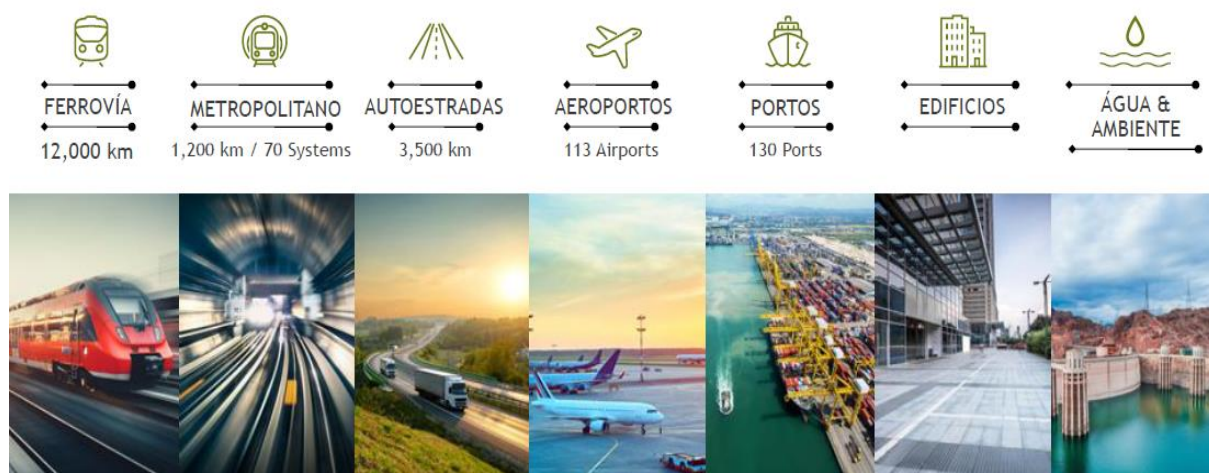 FERROVÍA
12,000 km
METROPOLITANO
1,200 km / 70 Systems
AUTOESTRADAS
3,500 km
AEROPORTOS
113 Airports
PORTOS
130 Ports
EDIFICIOS
ÁGUA &
AMBIENTE